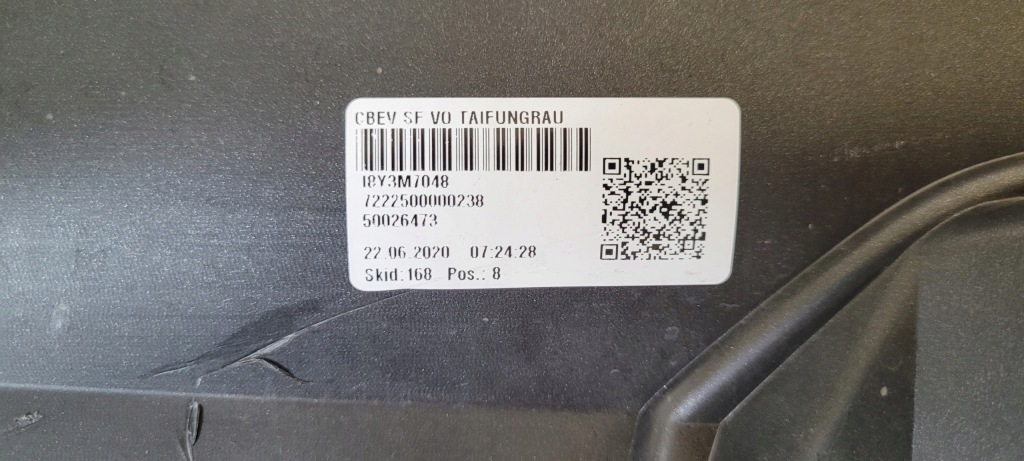 CBEV SF VO TAIFUNGRAU
I8Y3M7048
7222500000238
50026473
22.06.2020 07:24:28
Skid:168 Pos.: 8